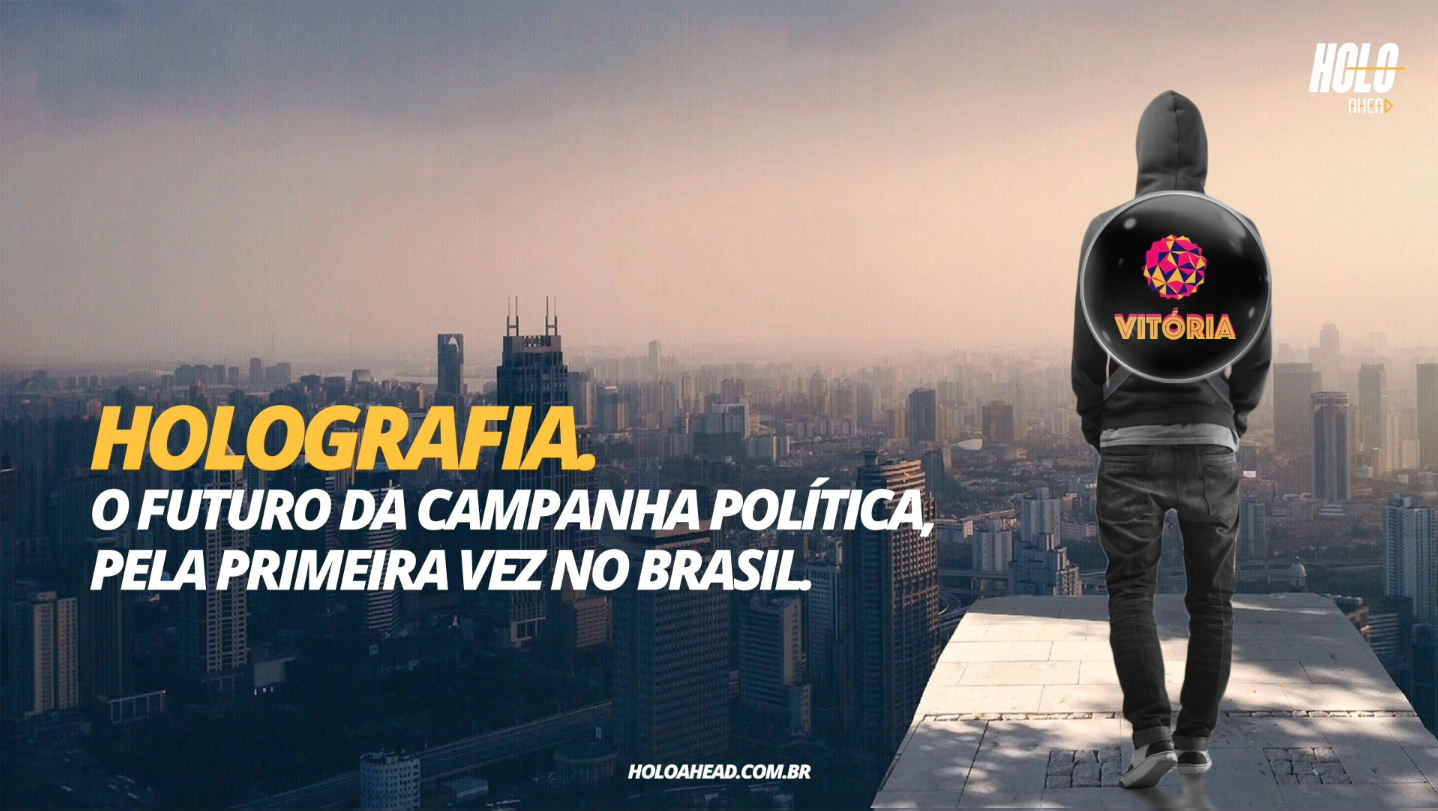 HOLO
AHEAD
VITÓRIA
HOLOGRAFIA.
O FUTURO DA CAMPANHA POLÍTICA,
PELA PRIMEIRA VEZ NO BRASIL.
HOLOAHEAD.COM.BR